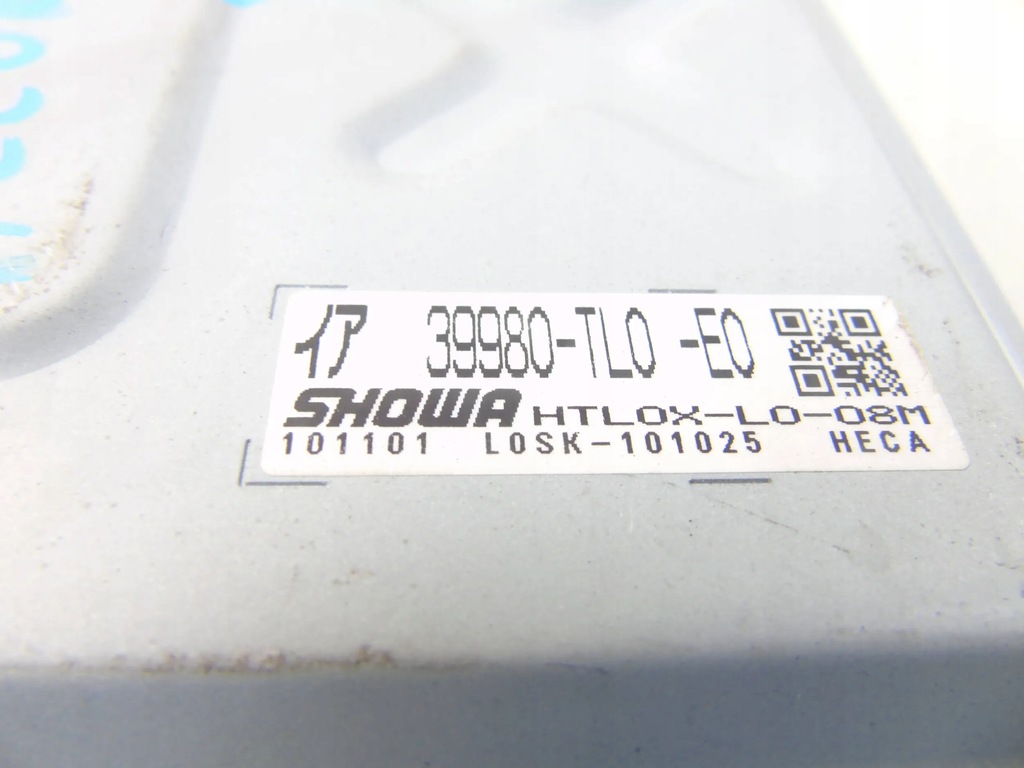 イア 39980-TL0 -E0
SHOWA HTL0X-L0-08M
101101 L0SK-101025 HECA